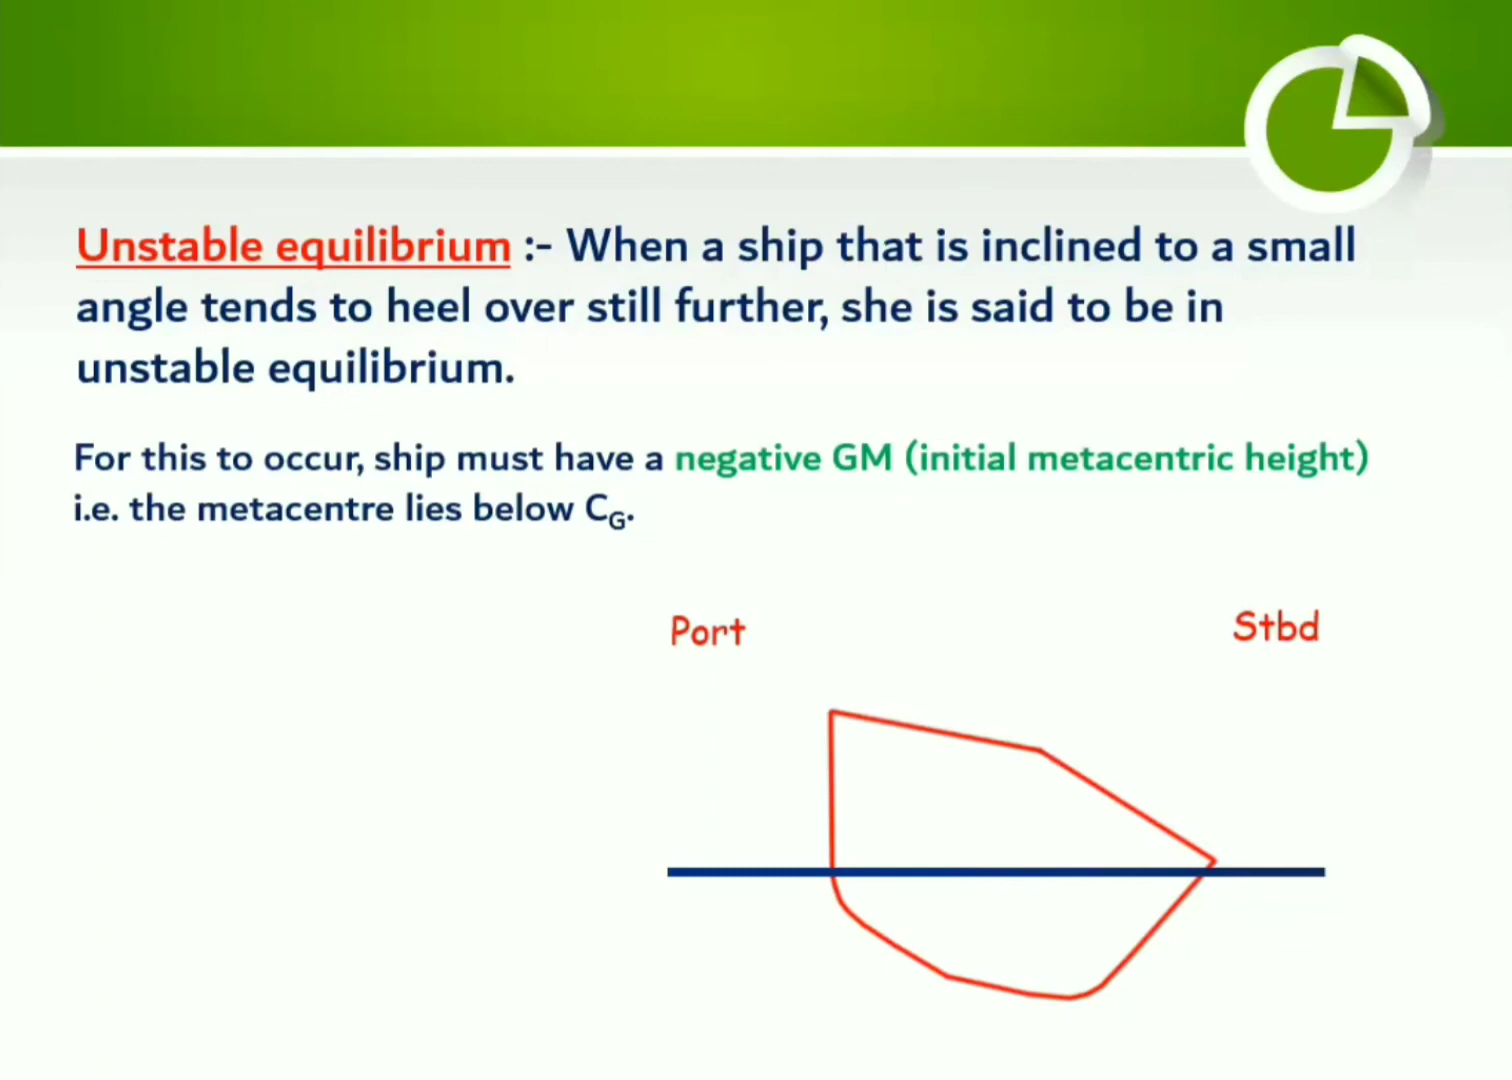 Unstable equilibrium :- When a ship that is inclined to a small
angle tends to heel over still further, she is said to be in
unstable equilibrium.
For this to occur, ship must have a negative GM (initial metacentric height)
i.e. the metacentre lies below CG.
Port
Stbd